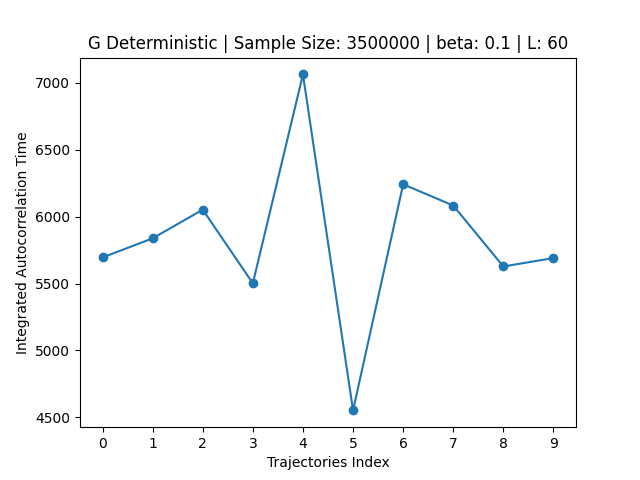 G Deterministic | Sample Size: 3500000 | beta: 0.1 | L: 60
7000
6500
6000
5500
5000
4500
Integrated Autocorrelation Time
0 1 2 3 4 5 6 7 8 9
Trajectories Index